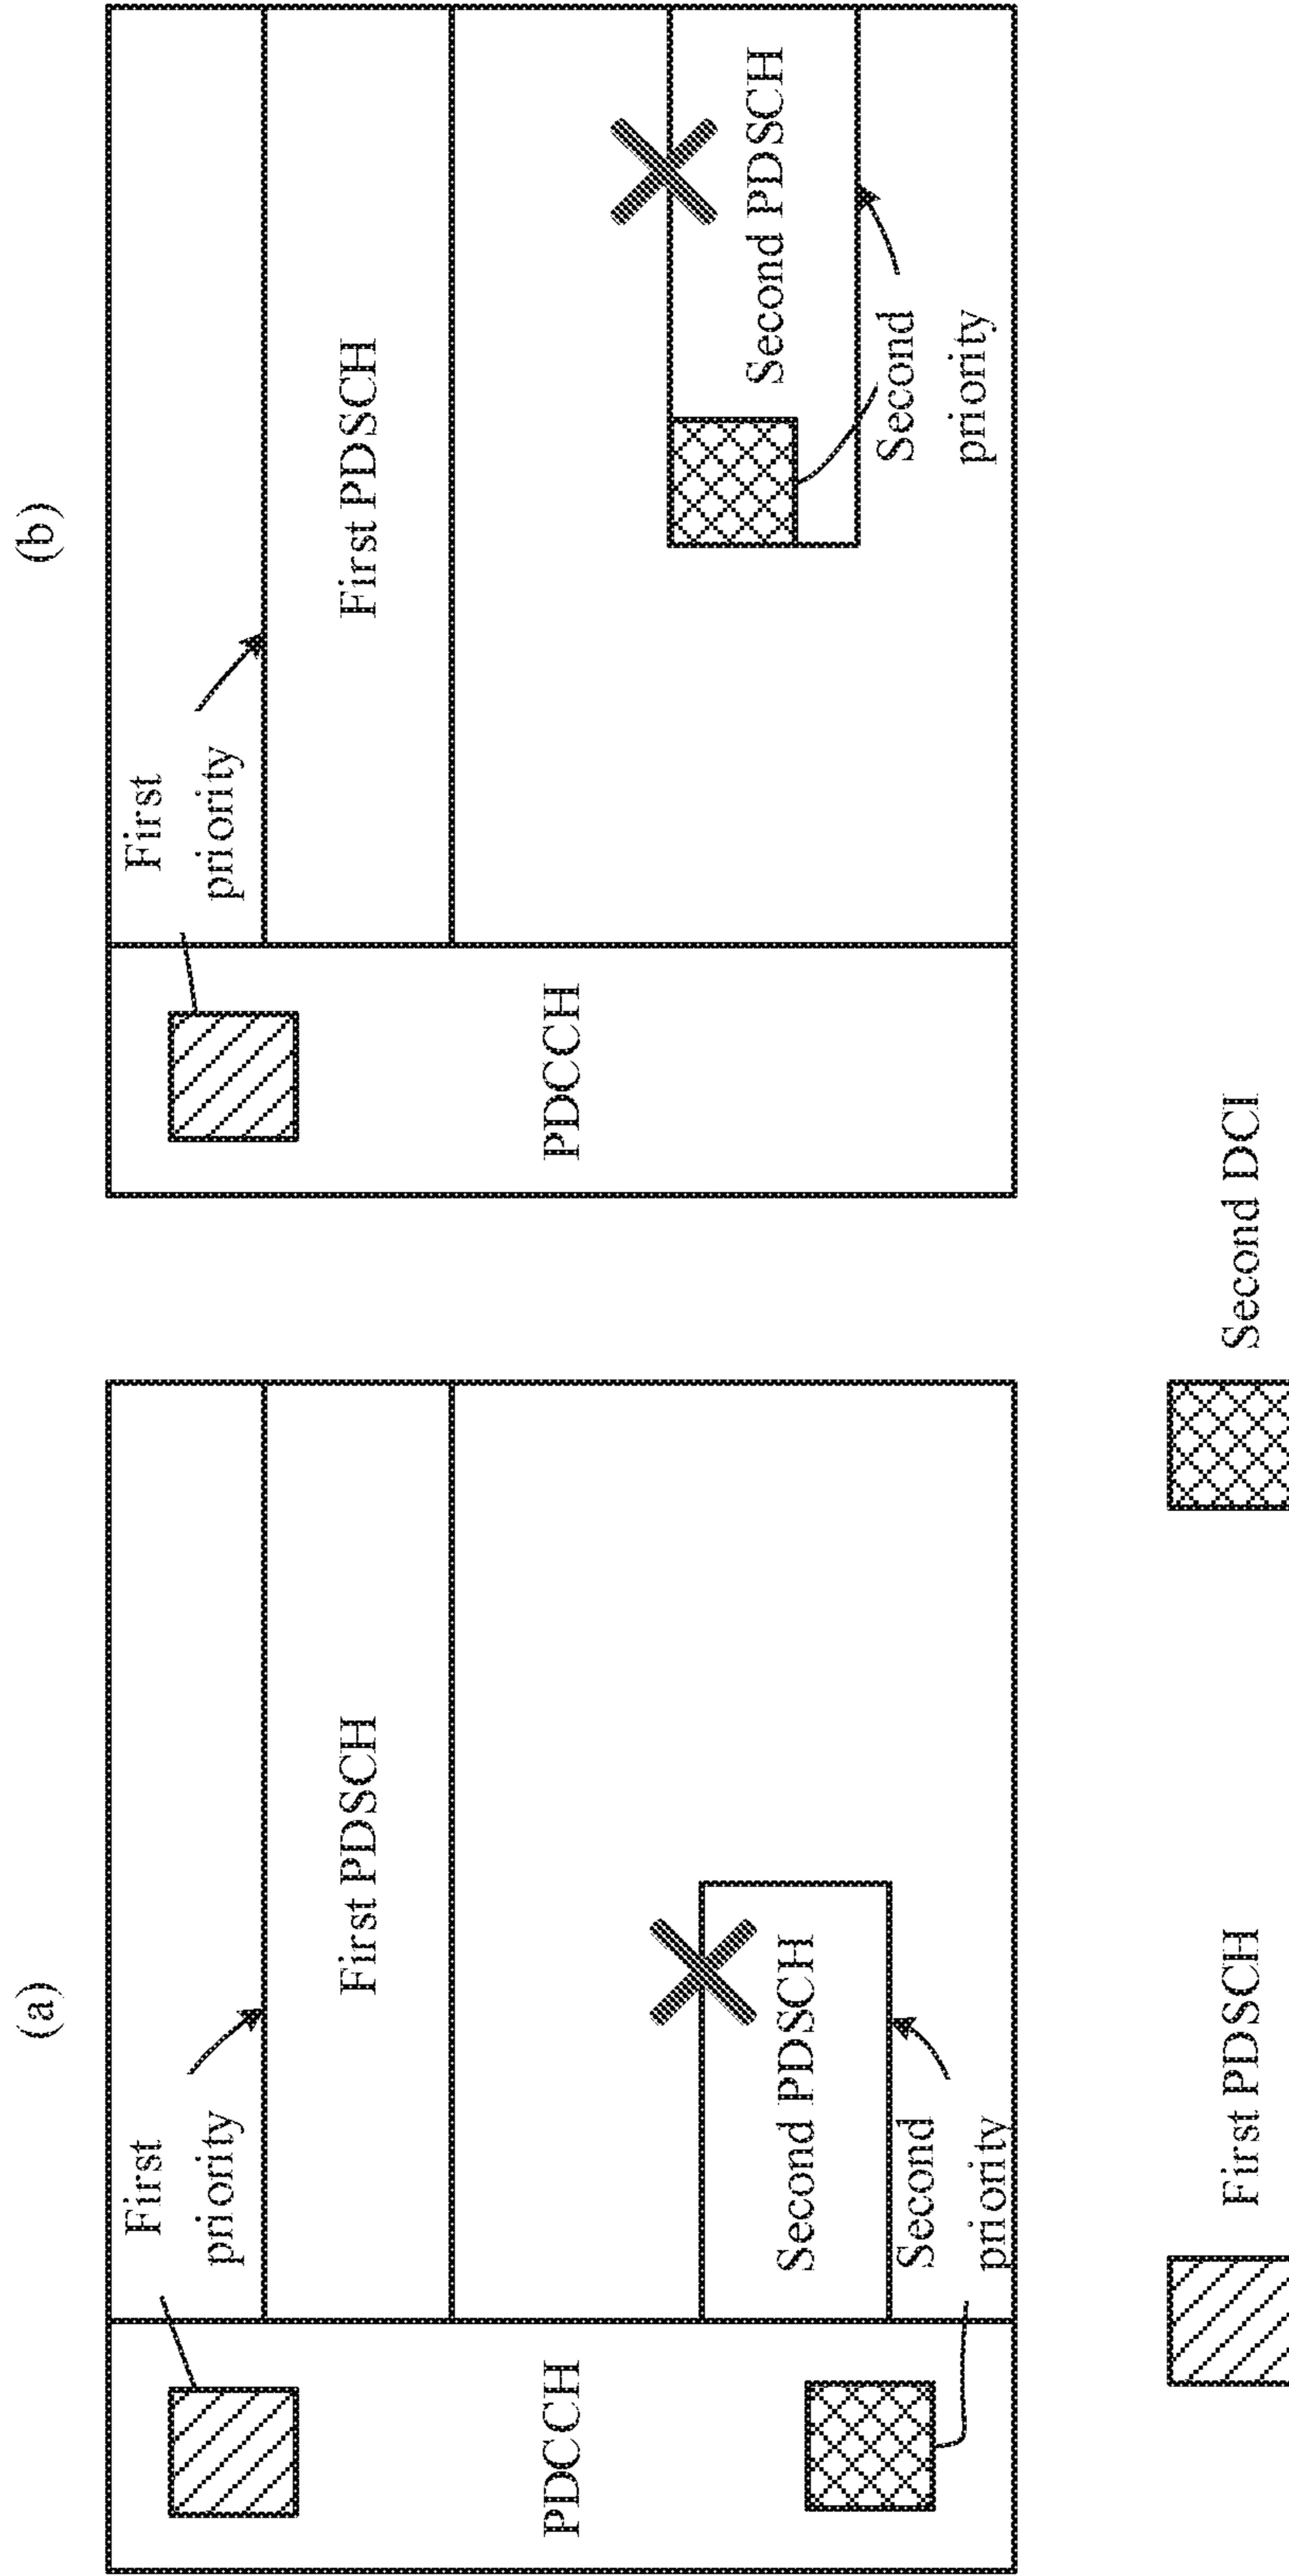 (a)
First
priority
First PDSCH
PDCCH
Second PDSCH
Second
priority
(b)
First
priority
First PDSCH
PDCCH
Second PDSCH
Second
priority
First PDSCH
Second DCI